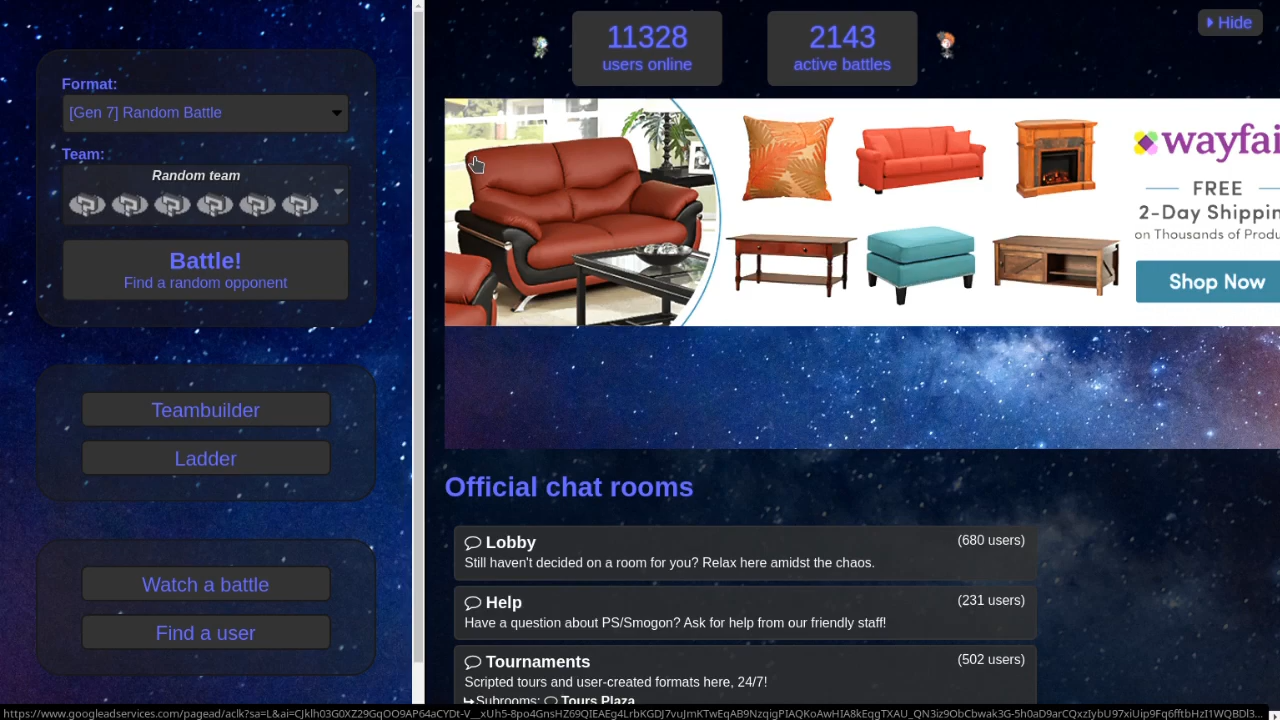 Format:
[Gen 7] Random Battle
Team:
Random team
Battle!
Find a random opponent
Teambuilder
Ladder
Watch a battle
Find a user
11328
users online
2143
active battles
Hide
wayfai
FREE
2-Day Shippin
on Thousands of Produ
Shop Now
Official chat rooms
Lobby (680 users)
Still haven't decided on a room for you? Relax here amidst the chaos.
Help (231 users)
Have a question about PS/Smogon? Ask for help from our friendly staff!
Tournaments (502 users)
Scripted tours and user-created formats here, 24/7!
Subrooms: Tours Plaza